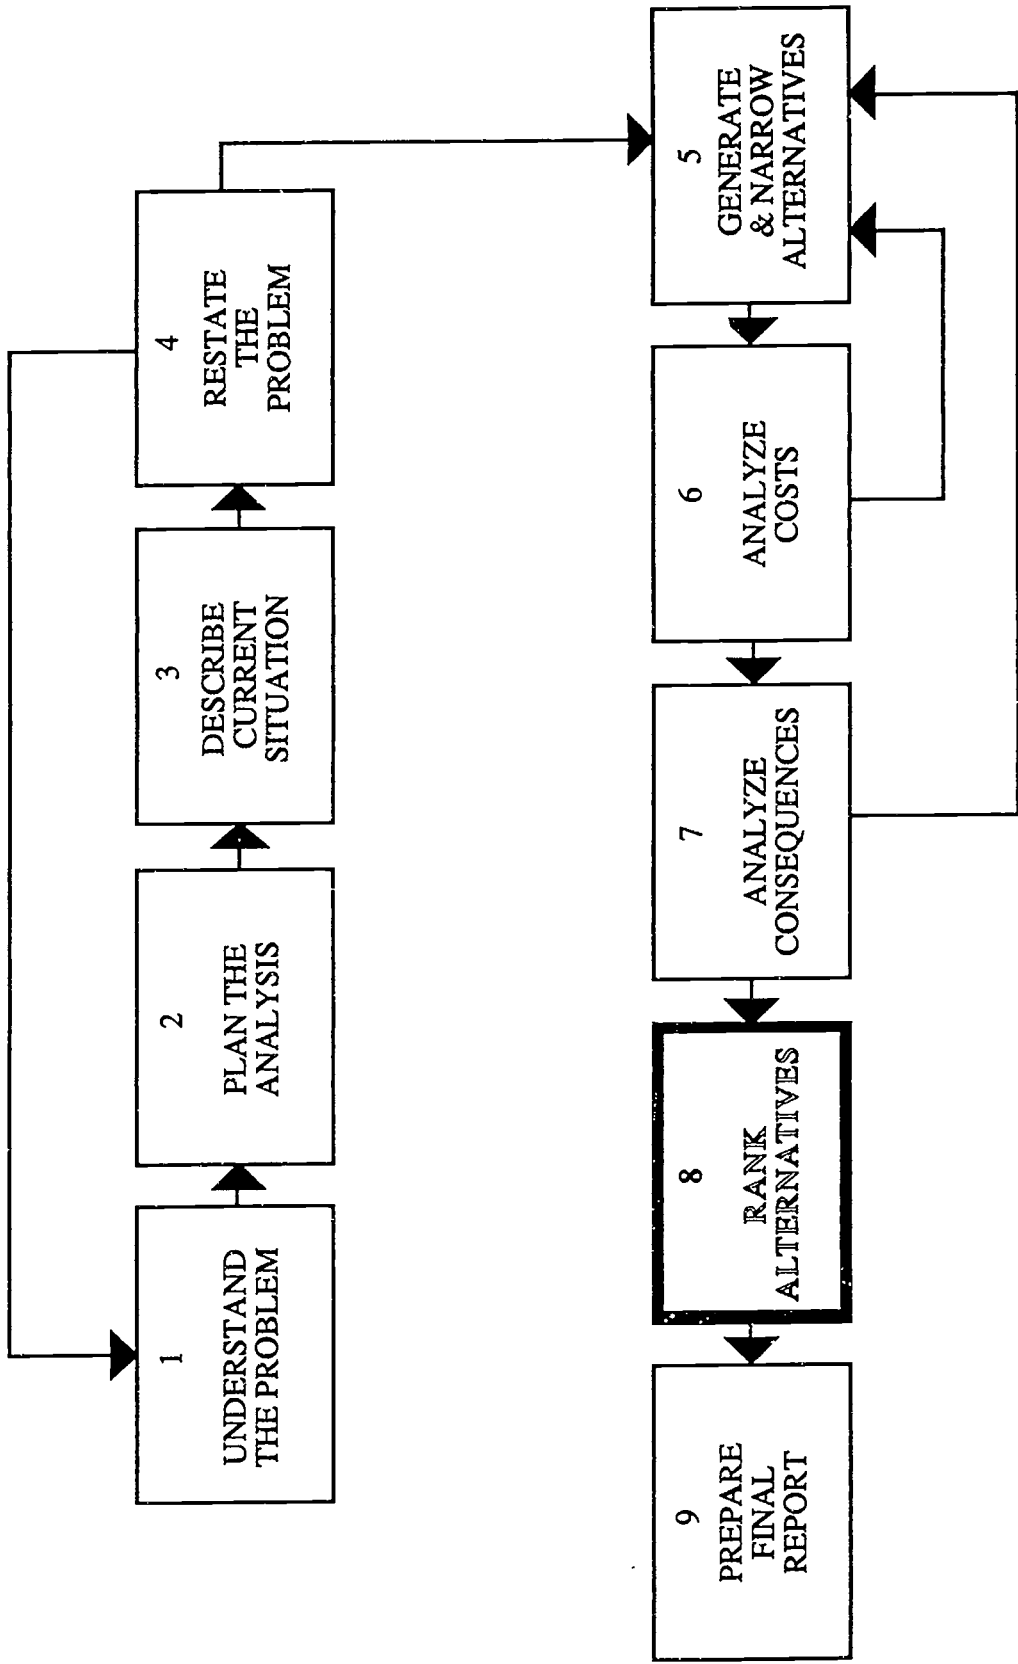 1
UNDERSTAND
THE PROBLEM
2
PLAN THE
ANALYSIS
3
DESCRIBE
CURRENT
SITUATION
4
RESTATE
THE
PROBLEM
5
GENERATE
& NARROW
ALTERNATIVES
6
ANALYZE
COSTS
7
ANALYZE
CONSEQUENCES
8
RANK
ALTERNATIVES
9
PREPARE
FINAL
REPORT